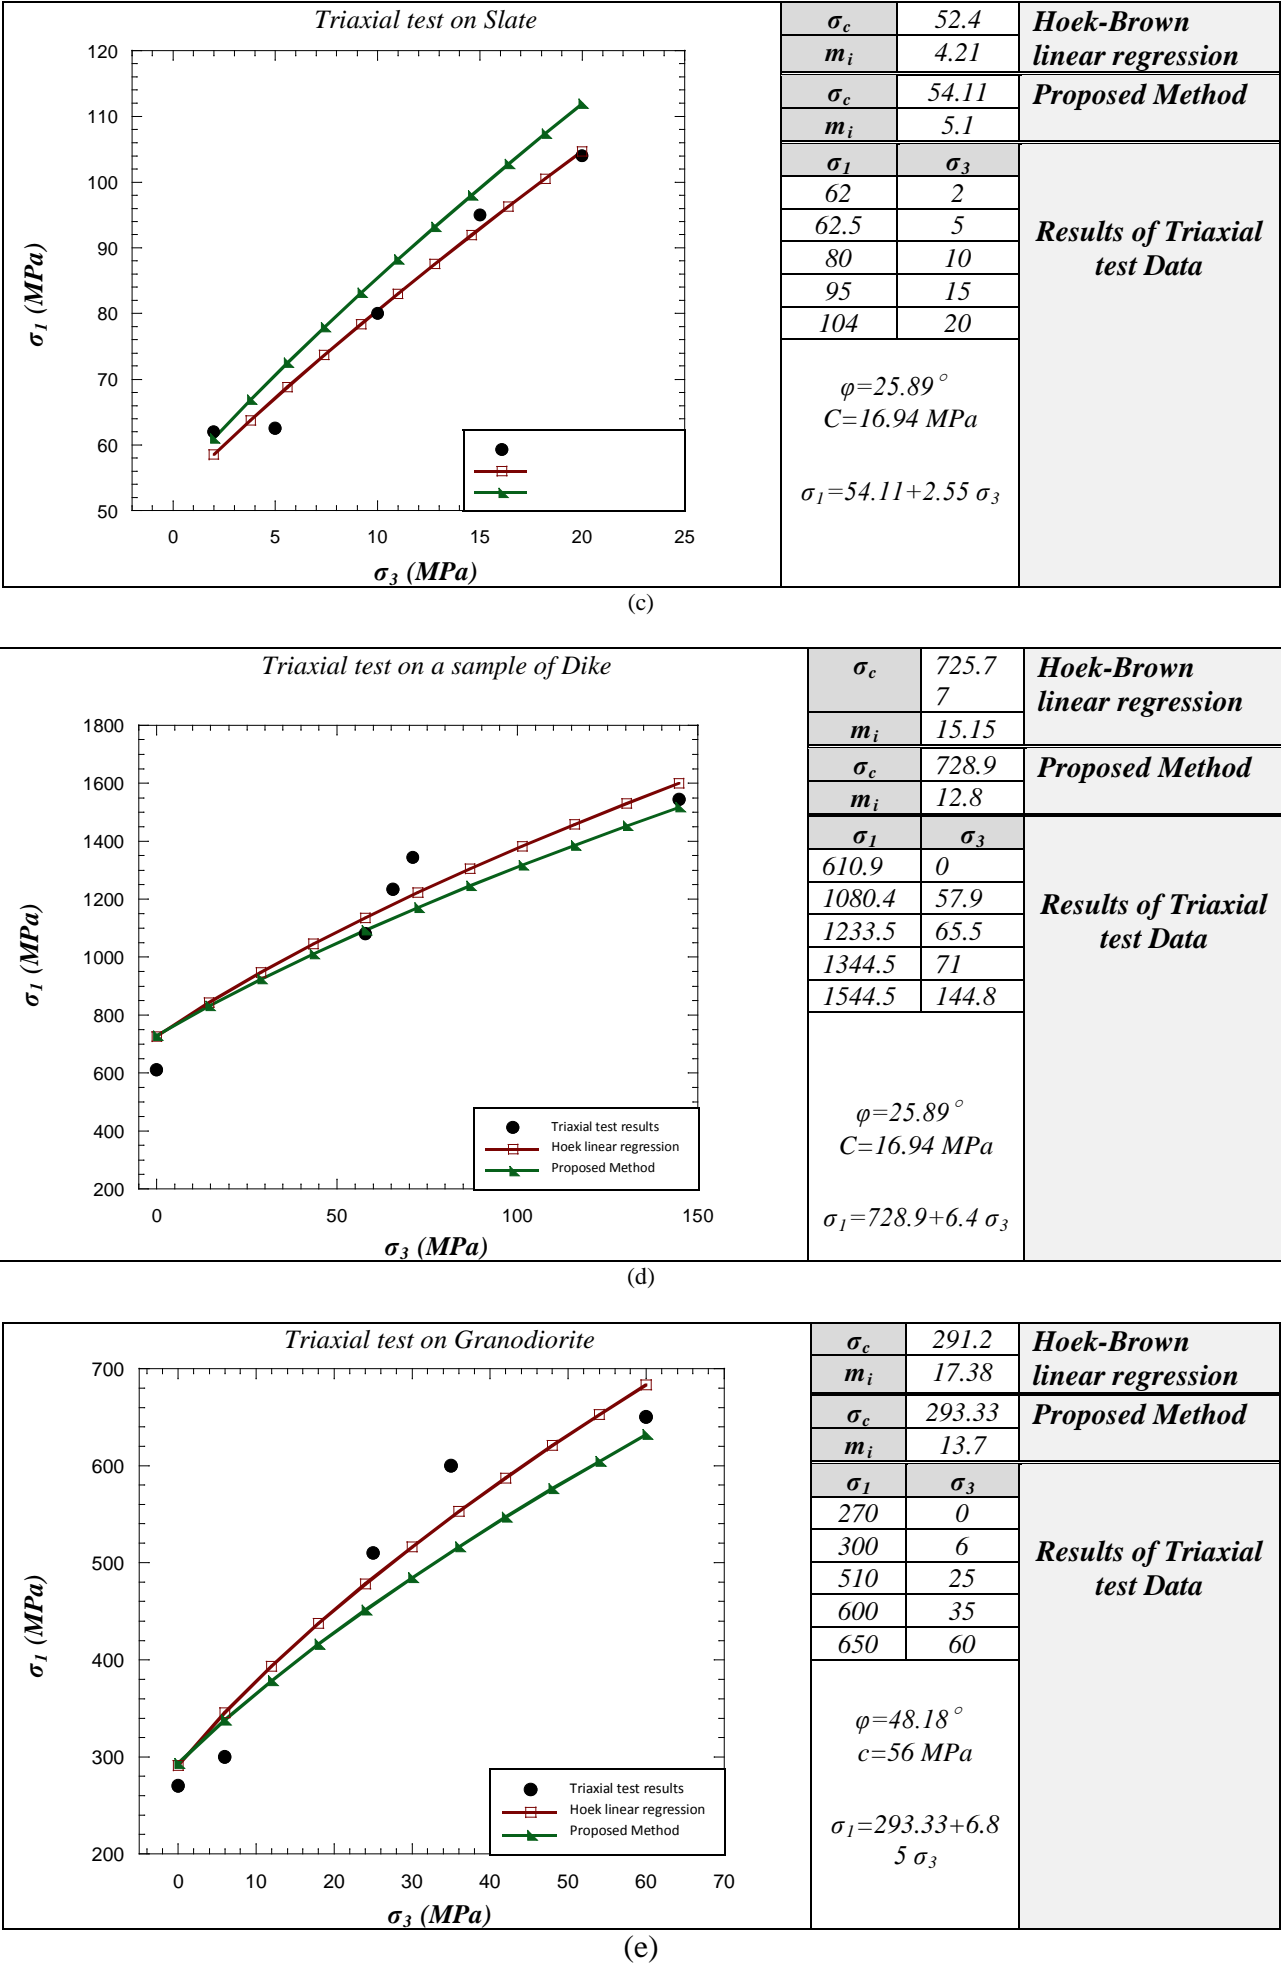 Triaxial test on Slate
120
110
100
90
80
70
60
50
0 5 10 15 20 25
σ1 (MPa)
σ3 (MPa)
σc 52.4 Hoek-Brown
mi 4.21 linear regression
σc 54.11 Proposed Method
mi 5.1
σ1 σ3
62 2
62.5 5
80 10
95 15
104 20
Results of Triaxial
test Data
φ=25.89°
C=16.94 MPa
σ1=54.11+2.55 σ3
(c)
Triaxial test on a sample of Dike
1800
1600
1400
1200
1000
800
600
400
200
0 50 100 150
σ1 (MPa)
σ3 (MPa)
Triaxial test results
Hoek linear regression
Proposed Method
σc 725.7
7
Hoek-Brown
linear regression
mi 15.15
σc 728.9 Proposed Method
mi 12.8
σ1 σ3
610.9 0
1080.4 57.9
1233.5 65.5
1344.5 71
1544.5 144.8
Results of Triaxial
test Data
φ=25.89°
C=16.94 MPa
σ1=728.9+6.4 σ3
(d)
Triaxial test on Granodiorite
700
600
500
400
300
200
0 10 20 30 40 50 60 70
σ1 (MPa)
σ3 (MPa)
Triaxial test results
Hoek linear regression
Proposed Method
σc 291.2 Hoek-Brown
mi 17.38 linear regression
σc 293.33 Proposed Method
mi 13.7
σ1 σ3
270 0
300 6
510 25
600 35
650 60
Results of Triaxial
test Data
φ=48.18°
c=56 MPa
σ1=293.33+6.8
5 σ3
(e)